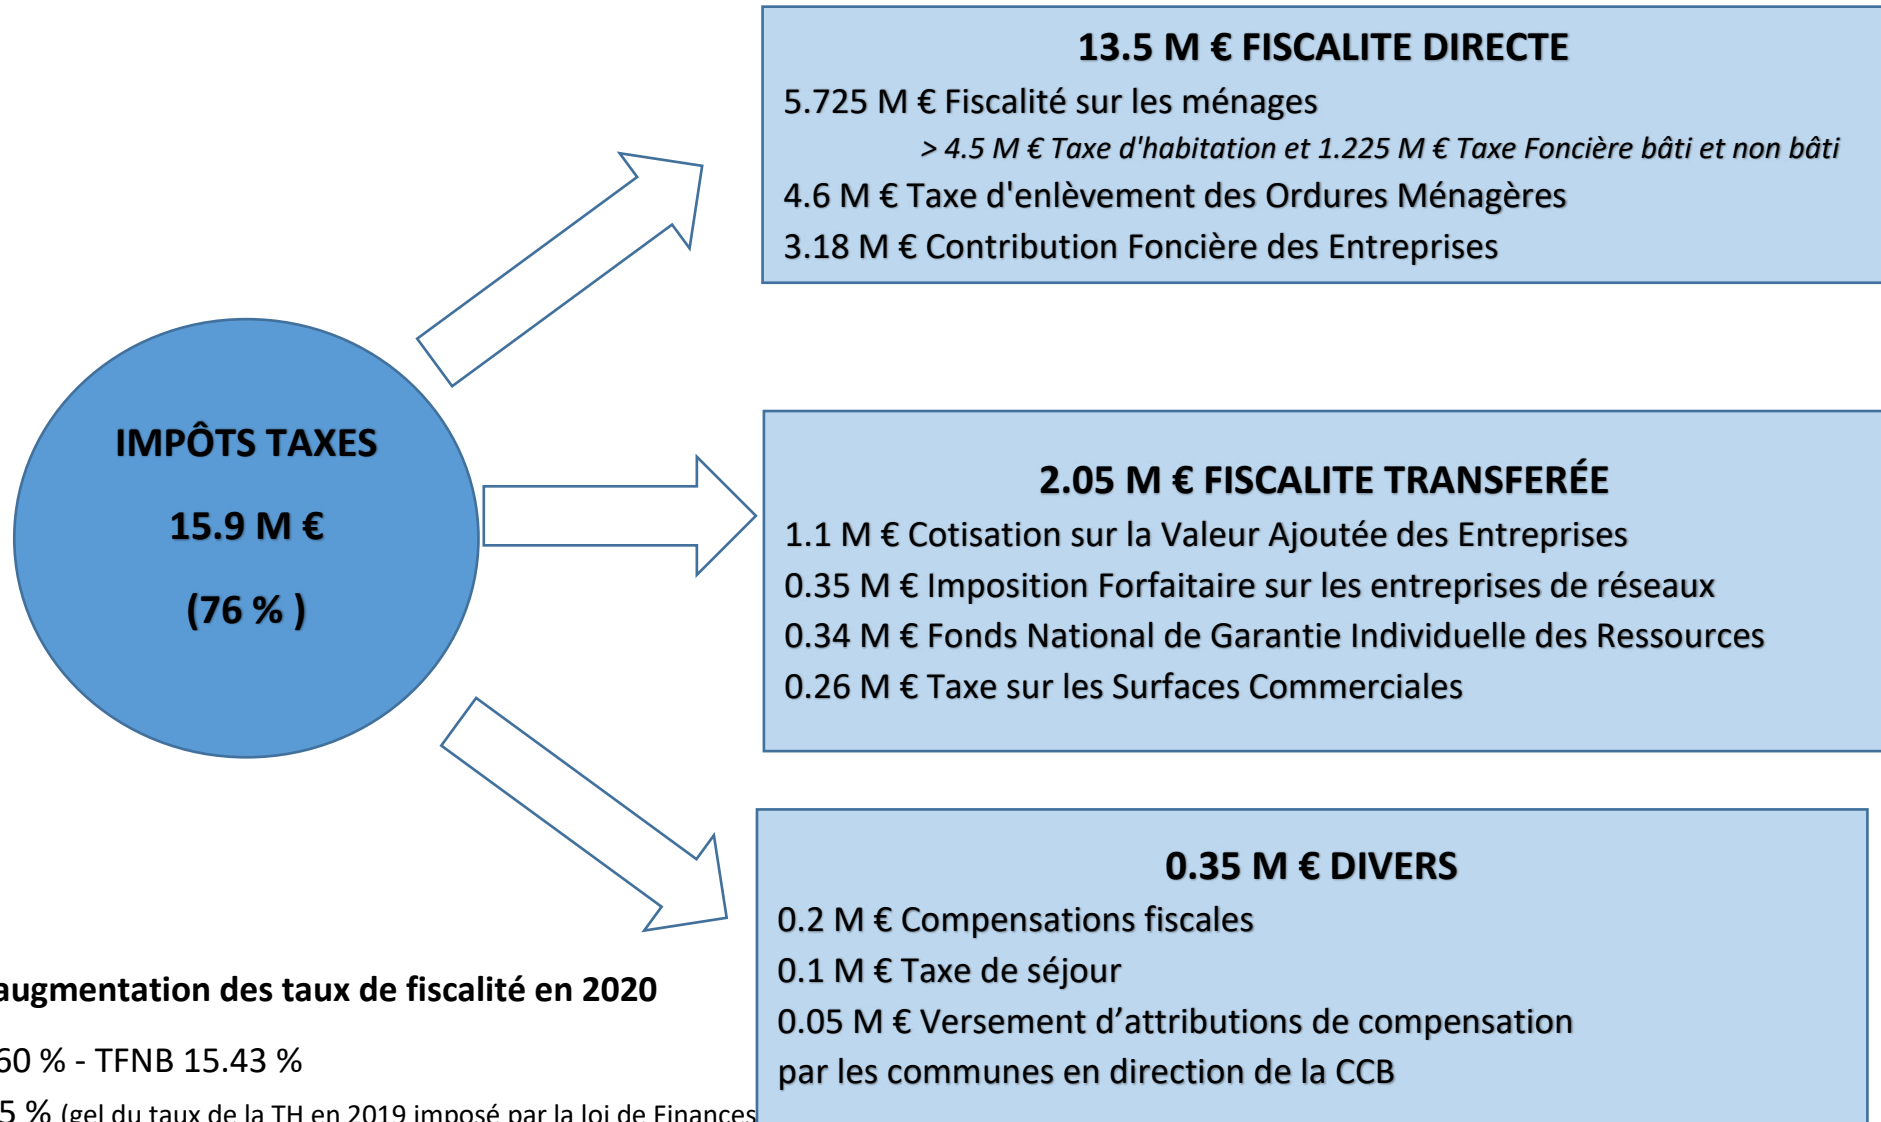 13.5 M € FISCALITE DIRECTE
5.725 M € Fiscalité sur les ménages
> 4.5 M € Taxe d'habitation et 1.225 M € Taxe Foncière bâti et non bâti
4.6 M € Taxe d'enlèvement des Ordures Ménagères
3.18 M € Contribution Foncière des Entreprises
IMPÔTS TAXES
15.9 M €
(76 % )
2.05 M € FISCALITE TRANSFERÉE
1.1 M € Cotisation sur la Valeur Ajoutée des Entreprises
0.35 M € Imposition Forfaitaire sur les entreprises de réseaux
0.34 M € Fonds National de Garantie Individuelle des Ressources
0.26 M € Taxe sur les Surfaces Commerciales
0.35 M € DIVERS
0.2 M € Compensations fiscales
0.1 M € Taxe de séjour
0.05 M € Versement d’attributions de compensation
par les communes en direction de la CCB
augmentation des taux de fiscalité en 2020
60 % - TFNB 15.43 %
5 % (gel du taux de la TH en 2019 imposé par la loi de Finances